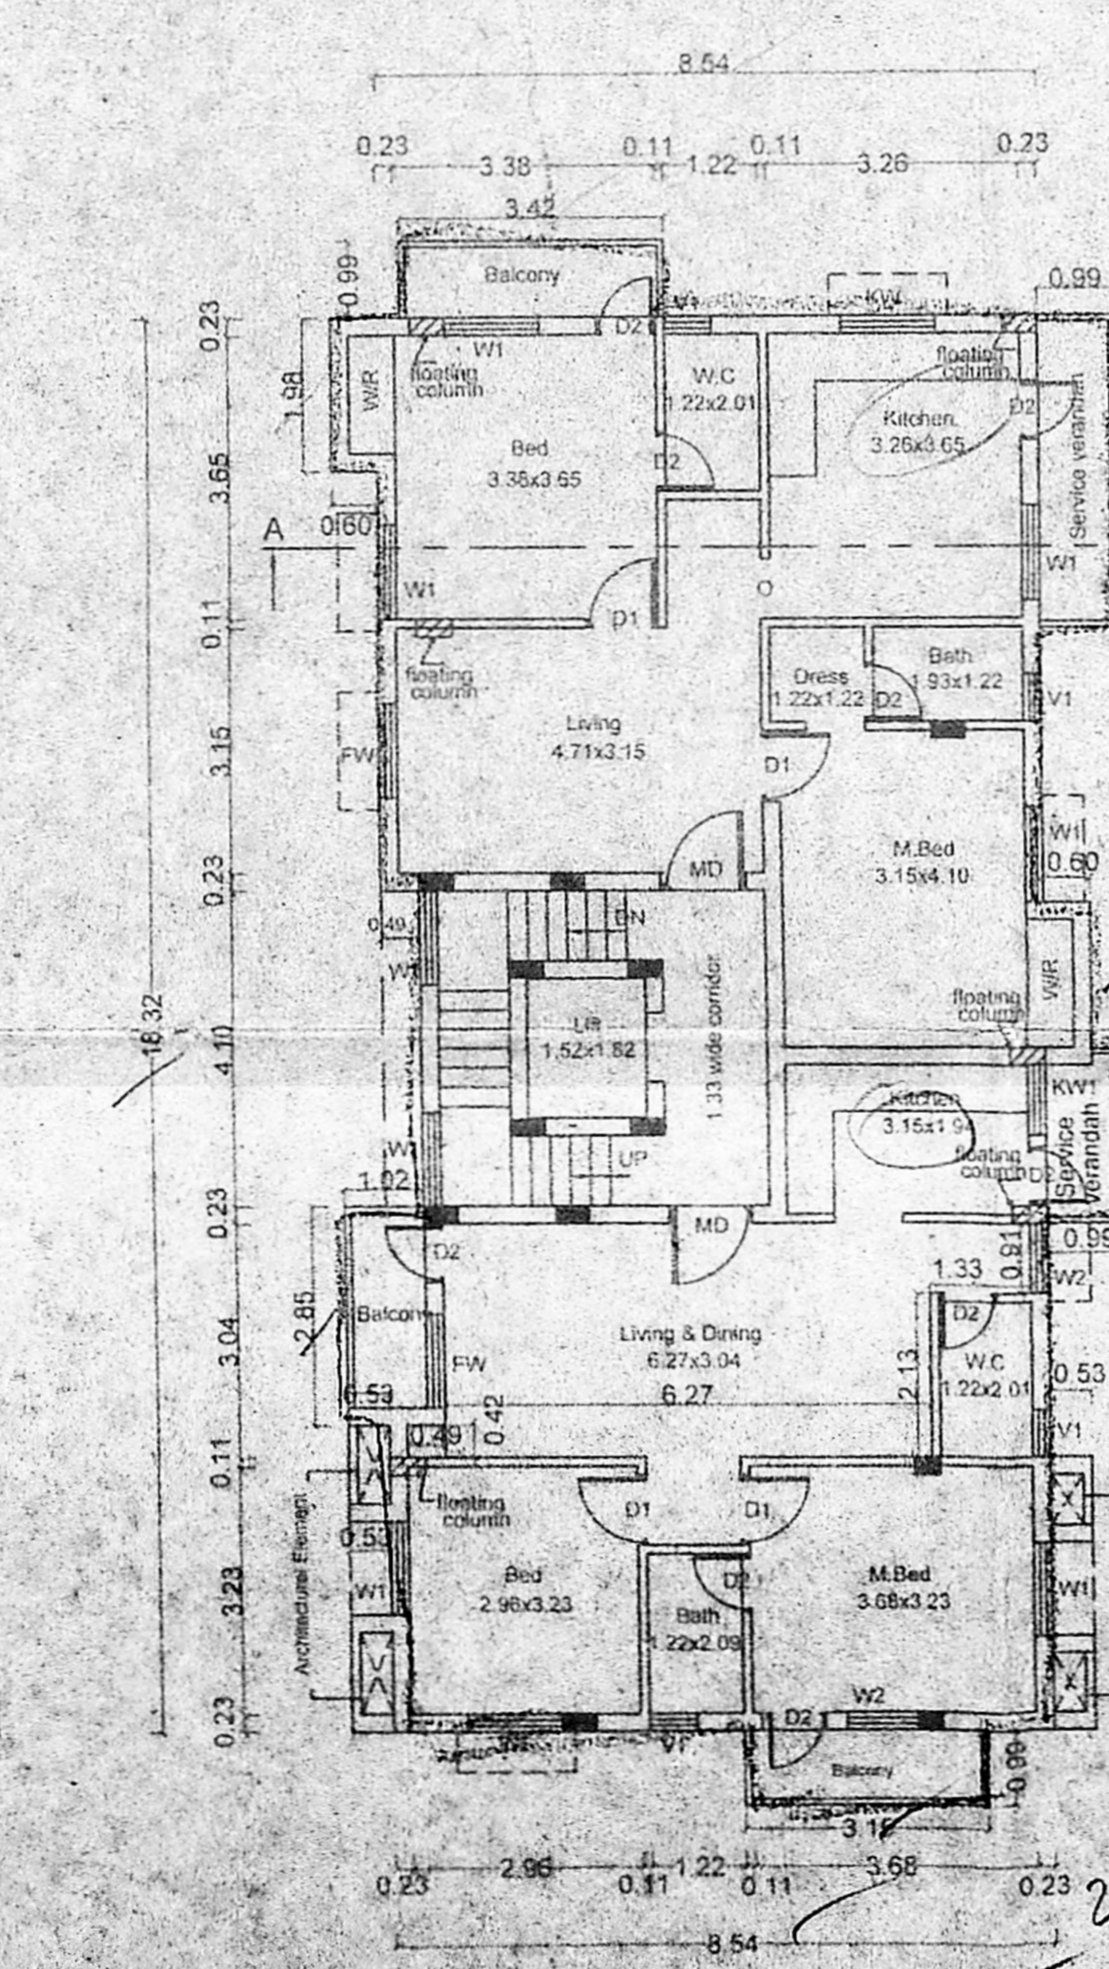 8.54
0.23
0.11
0.11
0.23
3.38
1.22
3.26
3.42
Balcony
0.99
0.99
KW
D2
0.23
W1
floating
column
floating
column
W.C
1.22x2.01
W/R
1.98
Kitchen
3.26x3.65
D2
Bed
3.38x3.65
D2
Service verandah
3.65
A
0.60
W1
W1
O
D1
0.11
floating
column
Dress
1.22x1.22
Bath
1.93x1.22
D2
V1
Living
4.71x3.15
3.15
FW
D1
M.Bed
3.15x4.10
W1
0.60
MD
0.23
DN
0.49
W
1.33 wide corridor
W/R
floating
column
18.32
4.10
Lift
1.52x1.82
Kitchen
3.15x1.94
KW1
Service
Verandah
floating
column
D2
W
UP
1.02
0.23
MD
D2
0.91
0.99
1.33
W2
2.85
Balcony
D2
3.04
Living & Dining
6.27x3.04
FW
W.C
1.22x2.01
2.13
0.53
0.53
6.27
0.49
0.42
V1
0.11
floating
column
D1
D1
Architectural Element
0.53
W1
3.23
Bed
2.96x3.23
D2
M.Bed
3.68x3.23
W1
Bath
1.22x2.09
W2
0.23
D2
V1
Balcony
0.99
2.96
1.22
3.68
0.23
0.11
0.11
0.23
8.54